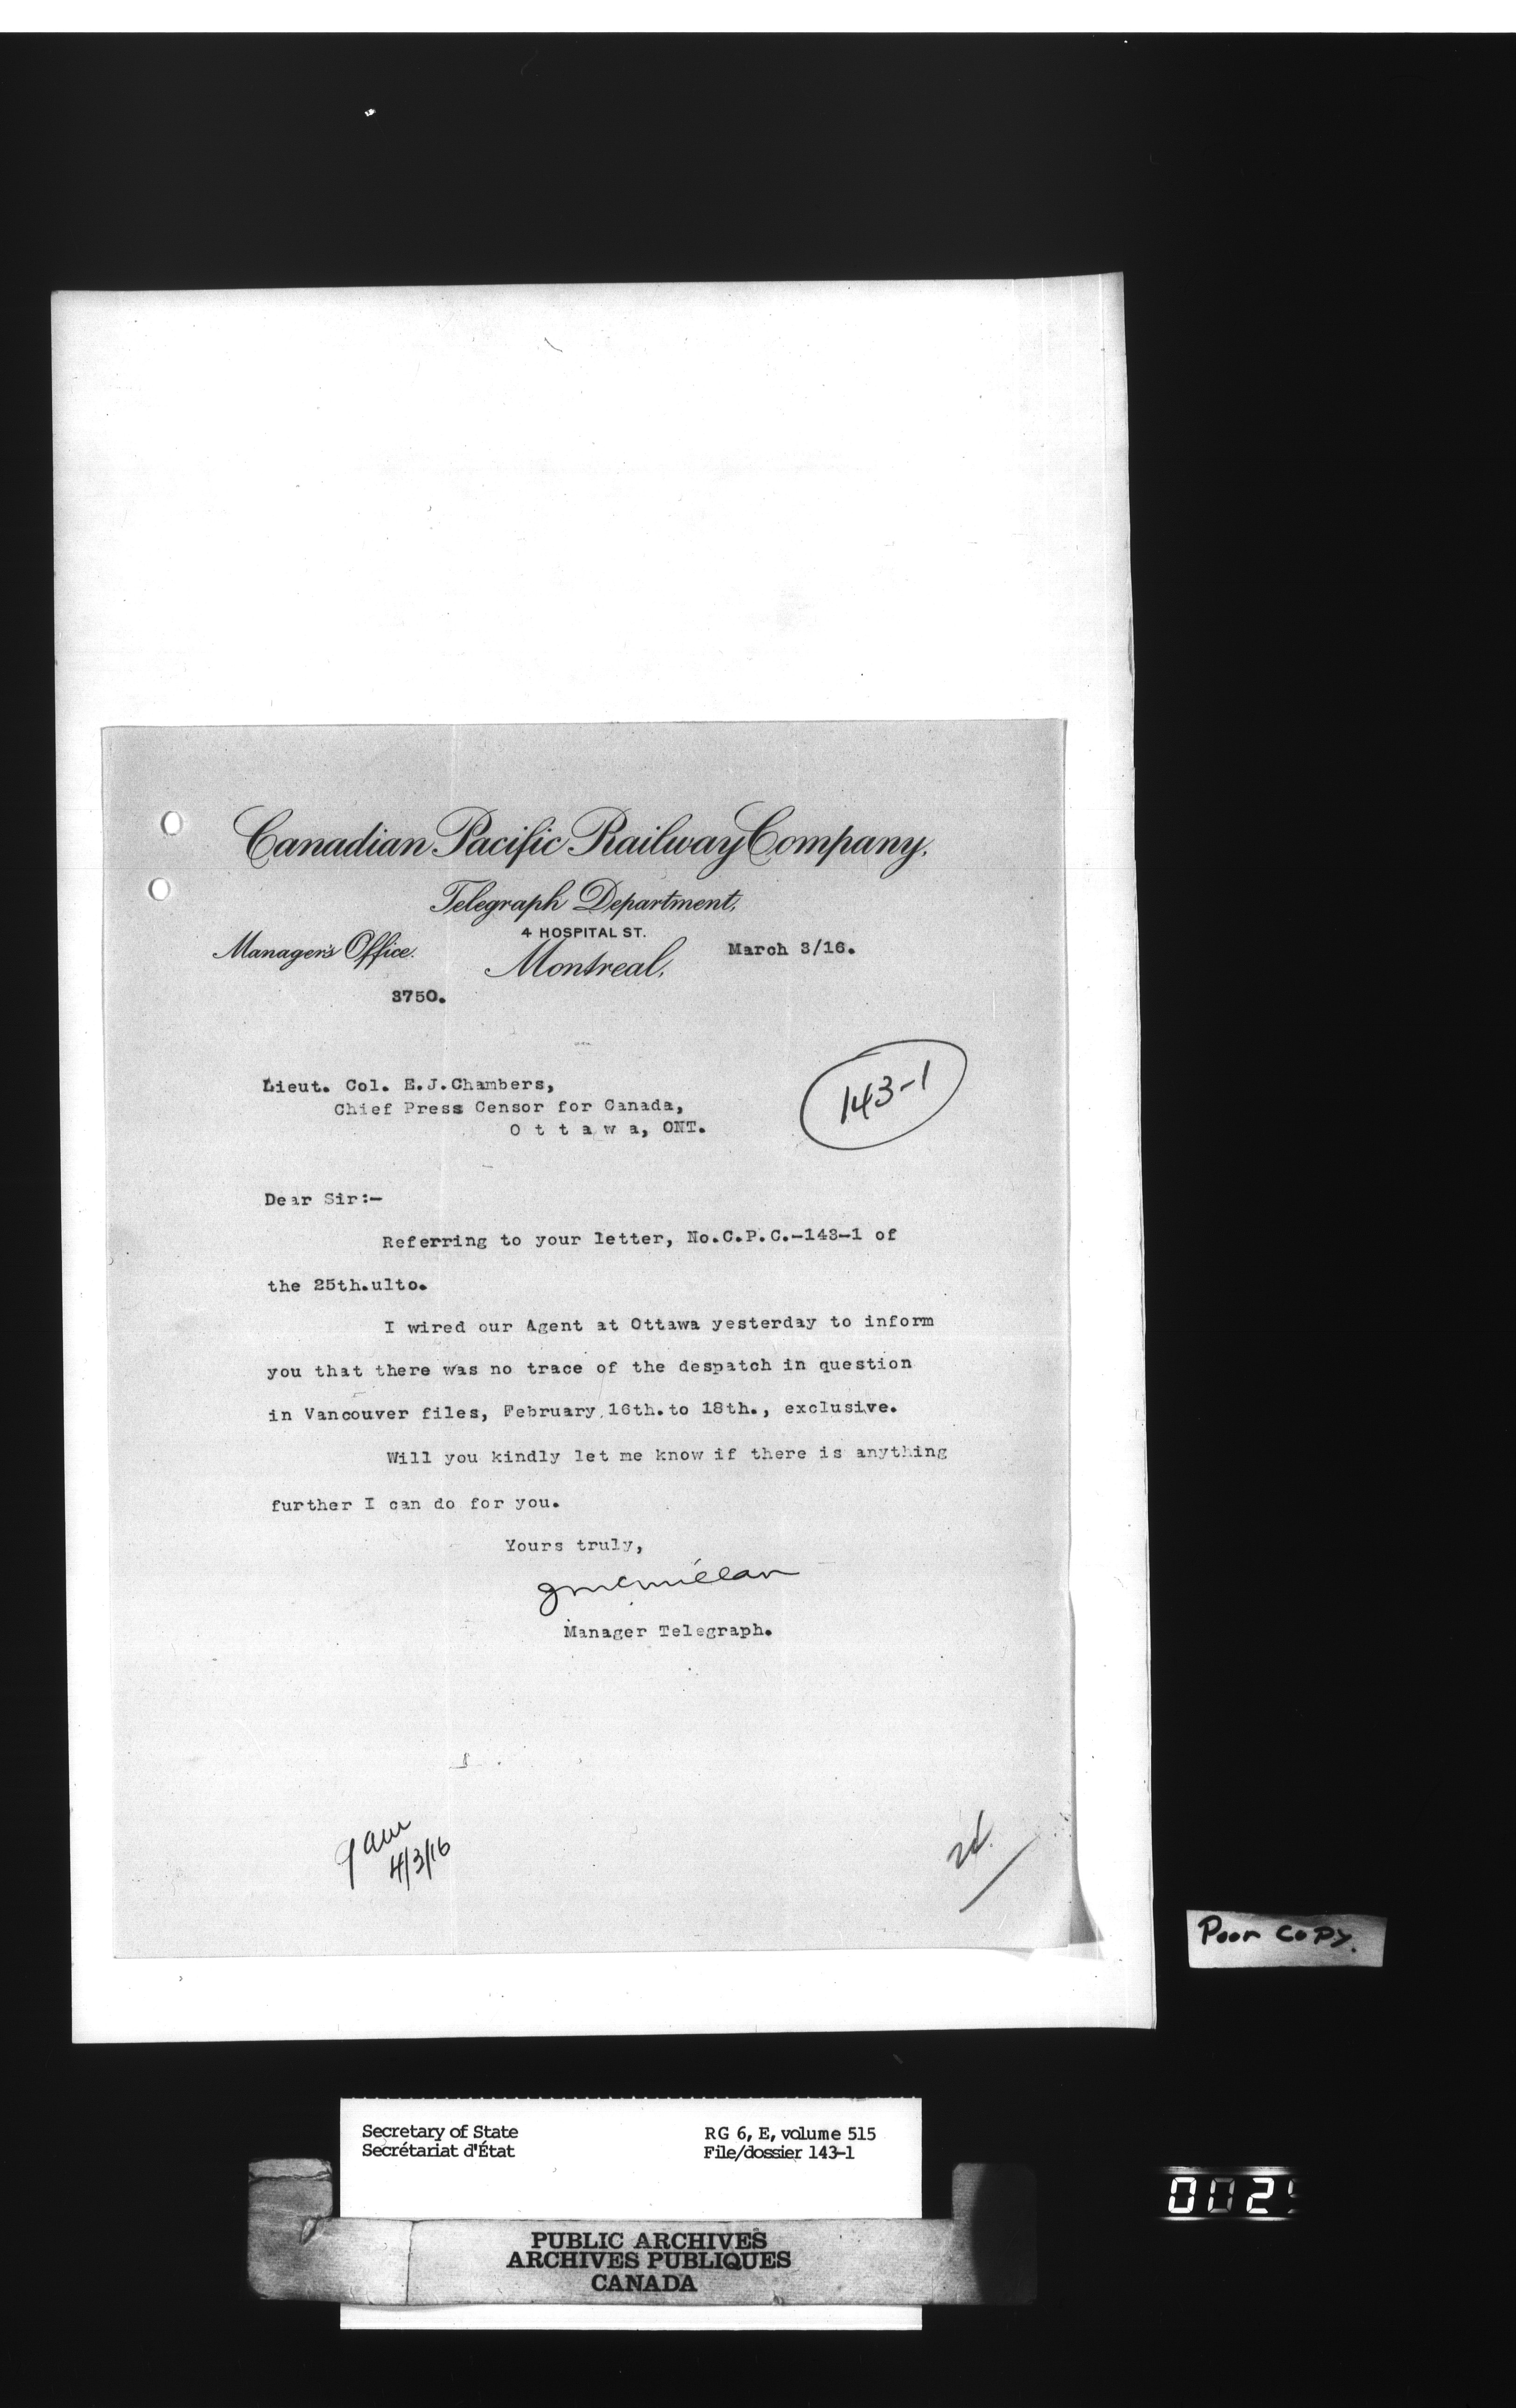 Canadian Pacific Railway Company.
Telegraph Department,
4 HOSPITAL ST.
Manager's Office. Montreal, March 3/16.
3750.
143-1
Lieut. Col. E.J.Chambers,
Chief Press Censor for Canada,
O t t a w a, ONT.
Dear Sir:-
Referring to your letter, No.C.P.C.-143-1 of
the 25th.ulto.
I wired our Agent at Ottawa yesterday to inform
you that there was no trace of the despatch in question
in Vancouver files, February 16th.to 18th., exclusive.
Will you kindly let me know if there is anything
further I can do for you.
Yours truly,
J McMillan
Manager Telegraph.
4/3/16
Poor Copy.
Secretary of State RG 6, E, volume 515
Secrétariat d'État File/dossier 143-1
PUBLIC ARCHIVES
ARCHIVES PUBLIQUES
CANADA